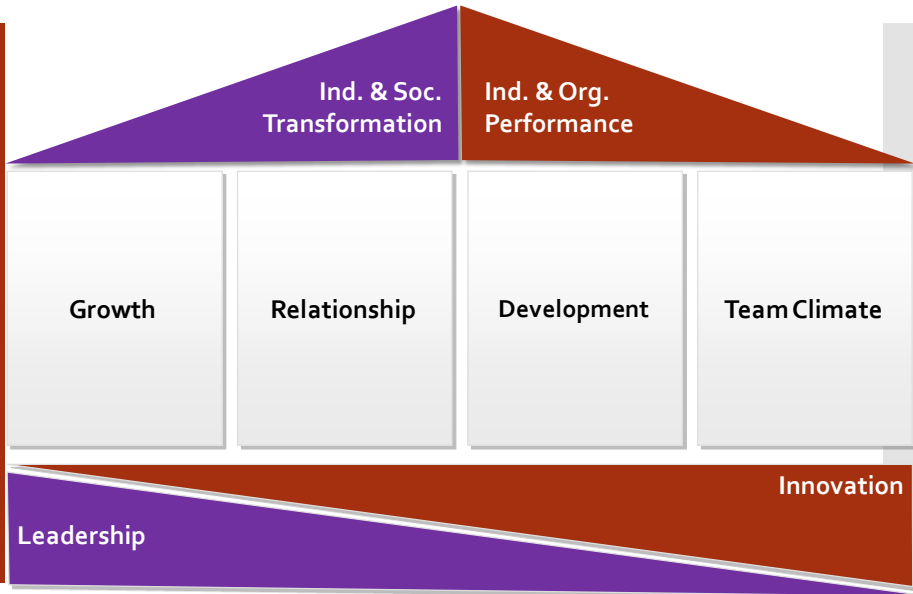 Ind. & Soc.
Transformation
Ind. & Org.
Performance
Growth
Relationship
Development
Team Climate
Innovation
Leadership